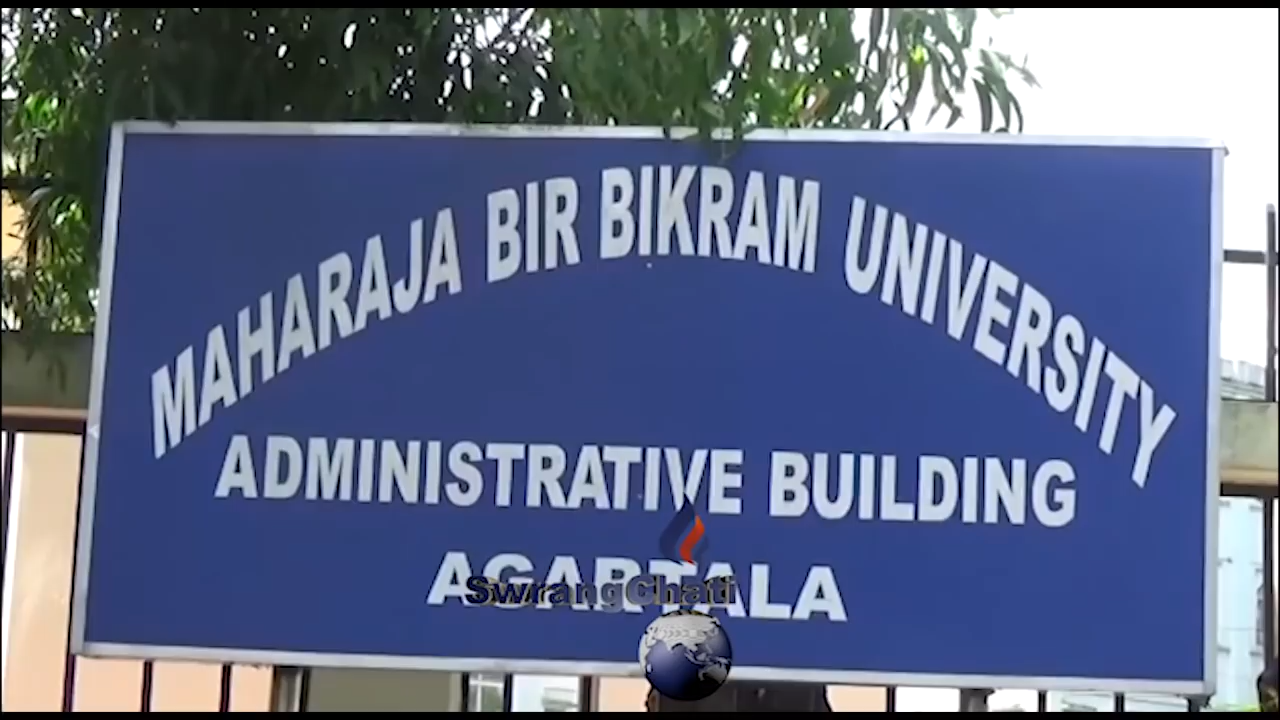 MAHARAJA BIR BIKRAM UNIVERSITY
ADMINISTRATIVE BUILDING
AGARTALA
SwrangChati